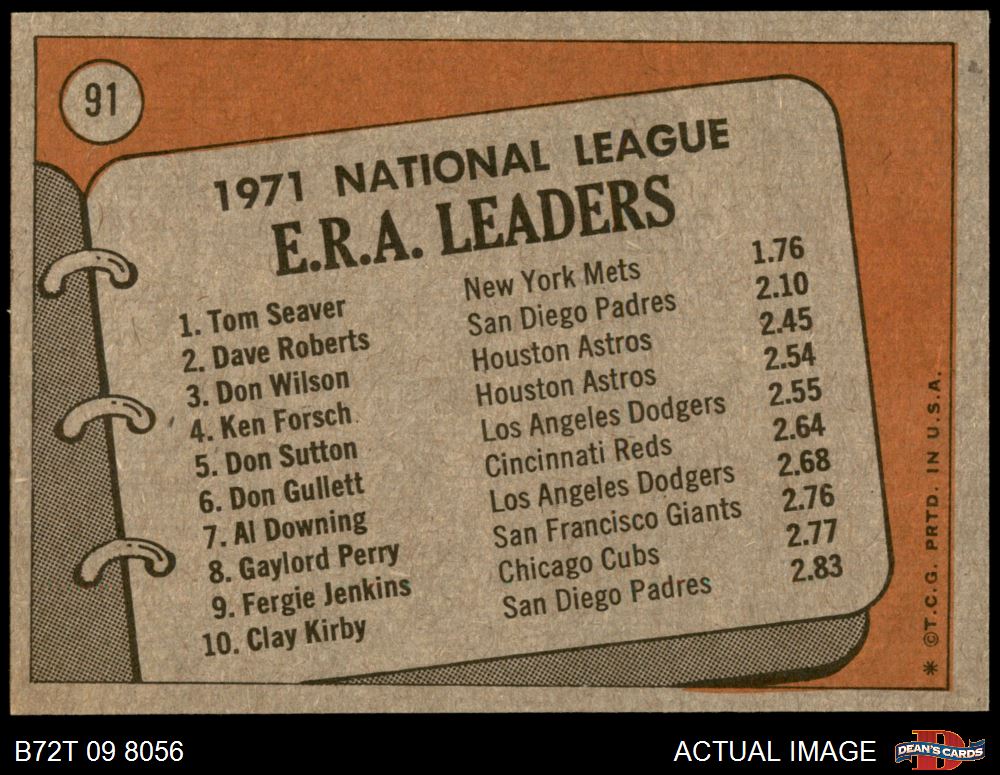 91
1971 NATIONAL LEAGUE
E.R.A. LEADERS
1. Tom Seaver New York Mets 1.76
2. Dave Roberts San Diego Padres 2.10
3. Don Wilson Houston Astros 2.45
4. Ken Forsch Houston Astros 2.54
5. Don Sutton Los Angeles Dodgers 2.55
6. Don Gullett Cincinnati Reds 2.64
7. Al Downing Los Angeles Dodgers 2.68
8. Gaylord Perry San Francisco Giants 2.76
9. Fergie Jenkins Chicago Cubs 2.77
10. Clay Kirby San Diego Padres 2.83
* ©T.C.G. PRTD. IN U.S.A.
B72T 09 8056 ACTUAL IMAGE
D
DEAN'S CARDS